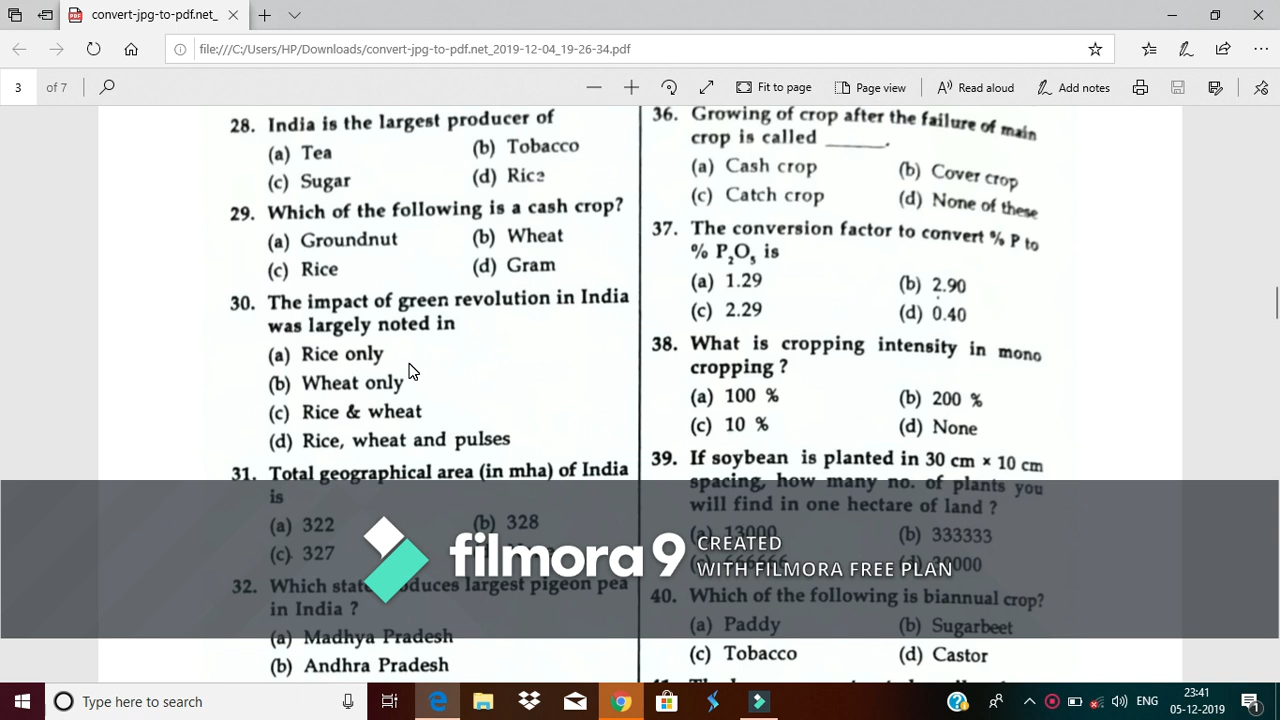 convert-jpg-to-pdf.net_
file:///C:/Users/HP/Downloads/convert-jpg-to-pdf.net_2019-12-04_19-26-34.pdf
3 of 7
Fit to page
Page view
Read aloud
Add notes
28. India is the largest producer of
(a) Tea (b) Tobacco
(c) Sugar (d) Rice
29. Which of the following is a cash crop?
(a) Groundnut (b) Wheat
(c) Rice (d) Gram
30. The impact of green revolution in India
was largely noted in
(a) Rice only
(b) Wheat only
(c) Rice & wheat
(d) Rice, wheat and pulses
31. Total geographical area (in mha) of India
is
(a) 322 (b) 328
(c) 327
32. Which state produces largest pigeon pea
in India ?
(a) Madhya Pradesh
(b) Andhra Pradesh
36. Growing of crop after the failure of main
crop is called ______.
(a) Cash crop (b) Cover crop
(c) Catch crop (d) None of these
37. The conversion factor to convert % P to
% P₂O₅ is
(a) 1.29 (b) 2.90
(c) 2.29 (d) 0.40
38. What is cropping intensity in mono
cropping ?
(a) 100 % (b) 200 %
(c) 10 % (d) None
39. If soybean is planted in 30 cm × 10 cm
spacing, how many no. of plants you
will find in one hectare of land ?
(a) 13000 (b) 333333
(c) 666666
40. Which of the following is biannual crop?
(a) Paddy (b) Sugarbeet
(c) Tobacco (d) Castor
filmora 9
CREATED
WITH FILMORA FREE PLAN
Type here to search
ENG
23:41
05-12-2019
1